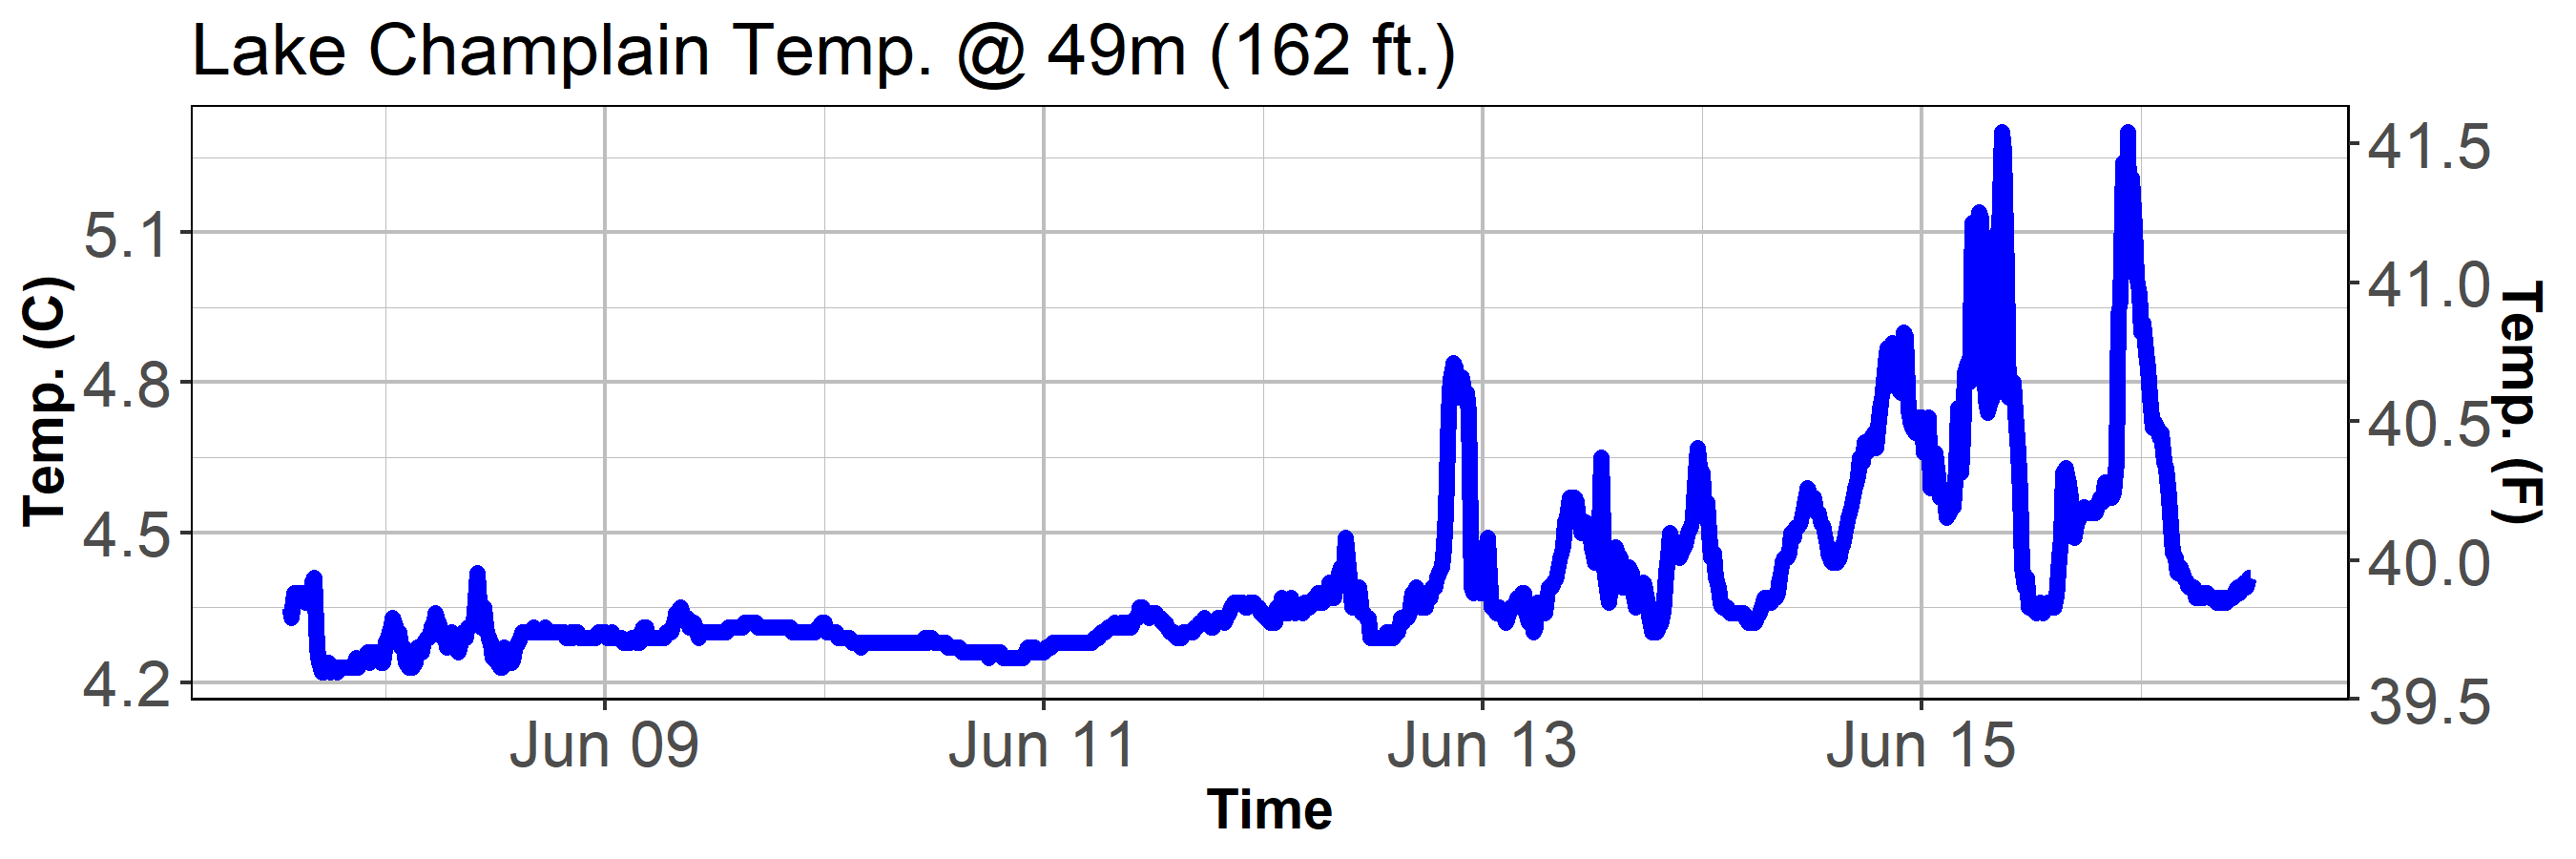 Lake Champlain Temp. @ 49m (162 ft.)
Temp. (C)
5.1
4.8
4.5
4.2
41.5
41.0
40.5
40.0
39.5
Temp. (F)
Jun 09 Jun 11 Jun 13 Jun 15
Time